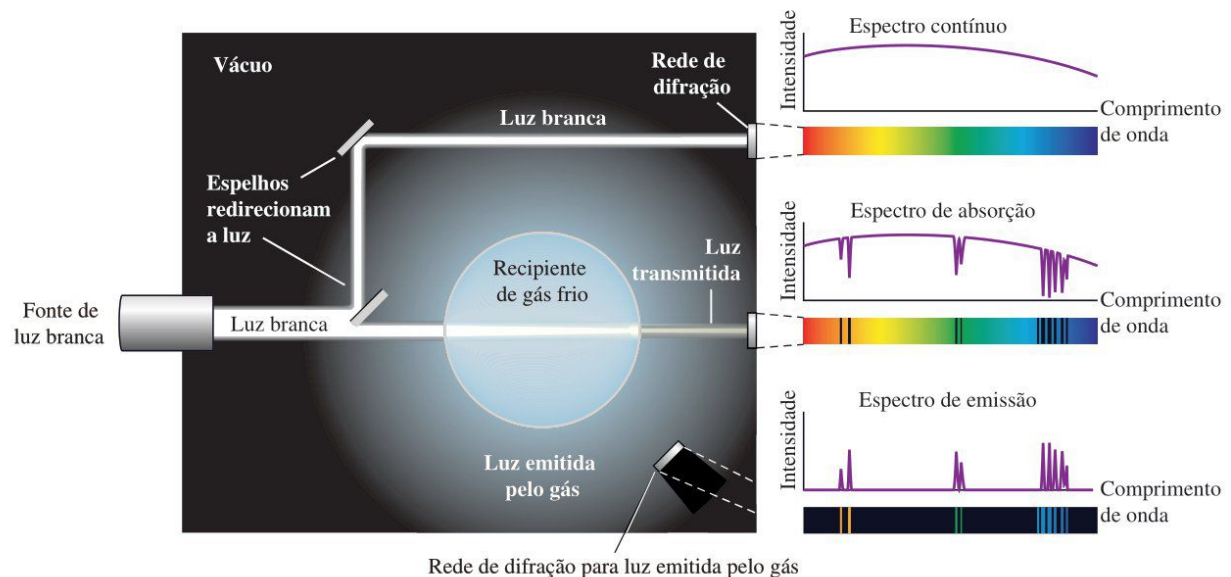 Vácuo
Rede de
difração
Luz branca
Espelhos
redirecionam
a luz
Fonte de
luz branca
Luz branca
Recipiente
de gás frio
Luz
transmitida
Luz emitida
pelo gás
Rede de difração para luz emitida pelo gás
Intensidade
Espectro contínuo
Comprimento
de onda
Intensidade
Espectro de absorção
Comprimento
de onda
Intensidade
Espectro de emissão
Comprimento
de onda